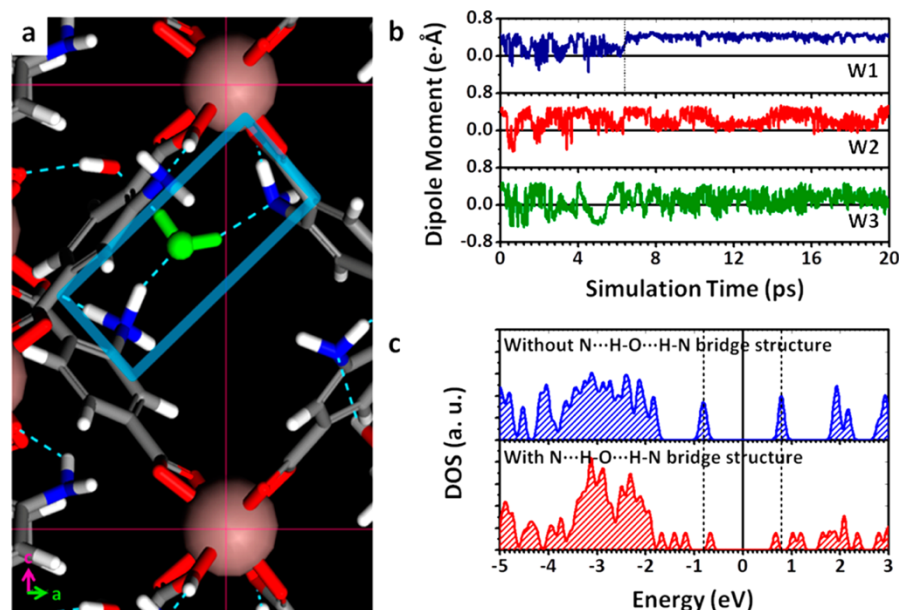 a
c
a
b
Dipole Moment (e·Å)
0.8
0.0
W1
0.8
0.0
W2
0.8
0.0
W3
-0.8
0 4 8 12 16 20
Simulation Time (ps)
c
DOS (a. u.)
Without N···H-O···H-N bridge structure
With N···H-O···H-N bridge structure
-5 -4 -3 -2 -1 0 1 2 3
Energy (eV)